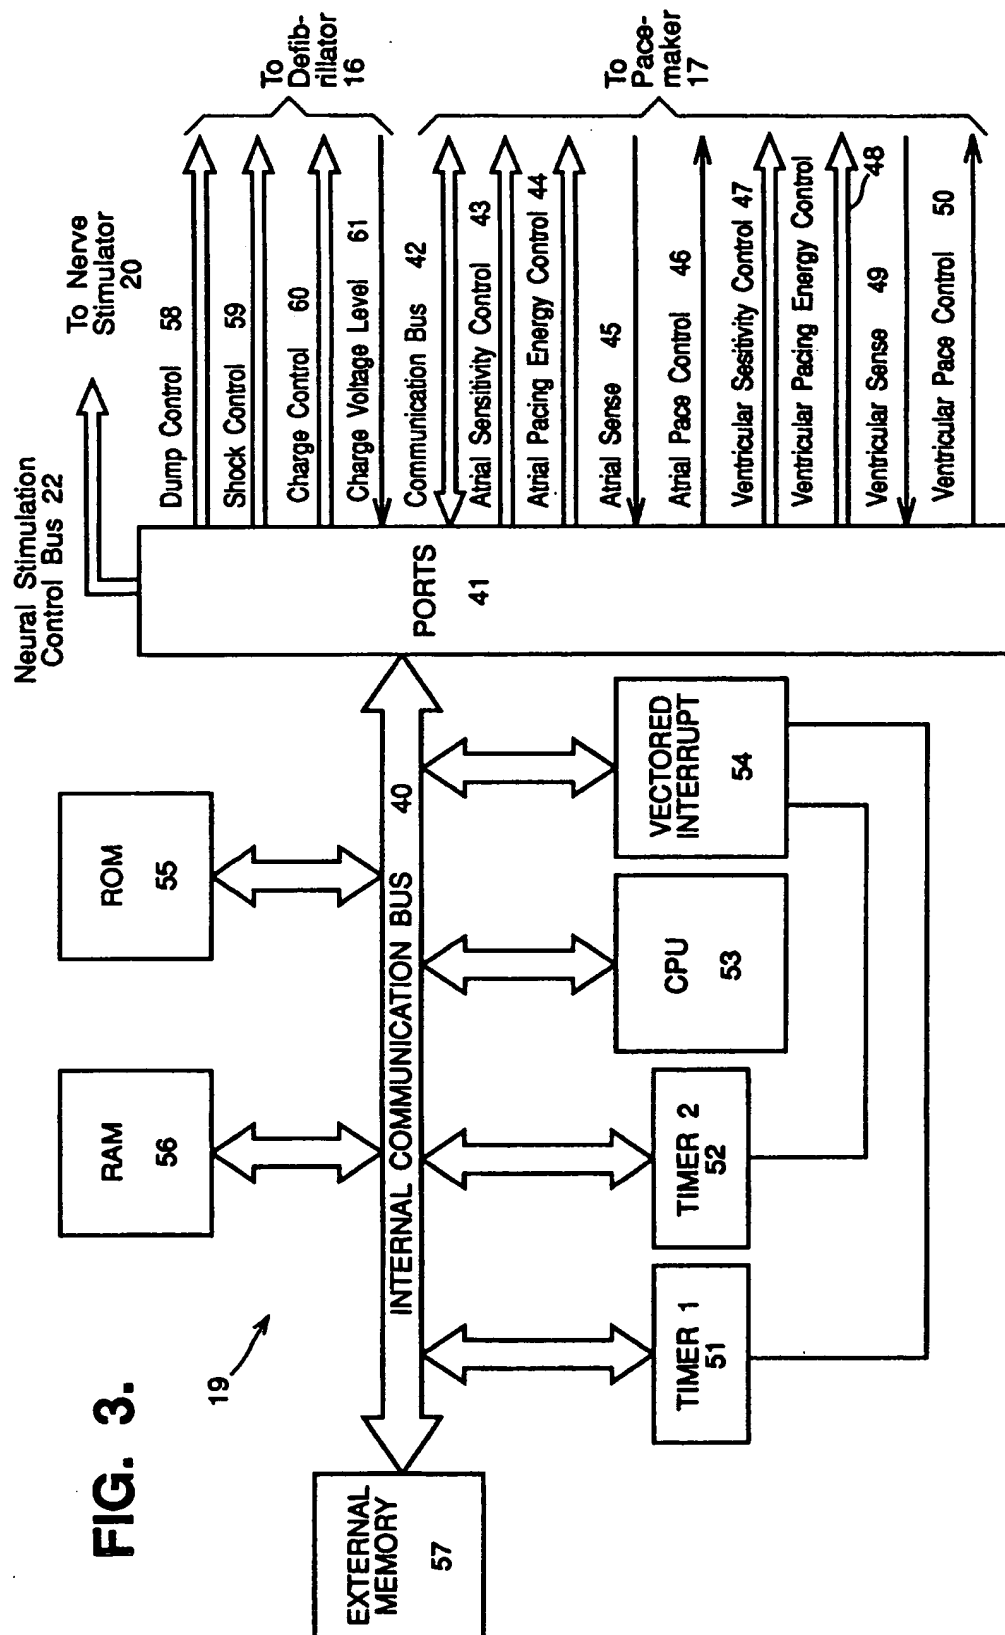 FIG. 3.
19
Neural Stimulation
Control Bus 22
To Nerve
Stimulator
20
RAM
56
ROM
55
EXTERNAL
MEMORY
57
INTERNAL COMMUNICATION BUS 40
TIMER 1
51
TIMER 2
52
CPU
53
VECTORED
INTERRUPT
54
PORTS
41
Dump Control 58
Shock Control 59
Charge Control 60
Charge Voltage Level 61
To
Defib-
rillator
16
Communication Bus 42
Atrial Sensitivity Control 43
Atrial Pacing Energy Control 44
Atrial Sense 45
Atrial Pace Control 46
Ventricular Sesitivity Control 47
Ventricular Pacing Energy Control
48
Ventricular Sense 49
Ventricular Pace Control 50
To
Pace-
maker
17